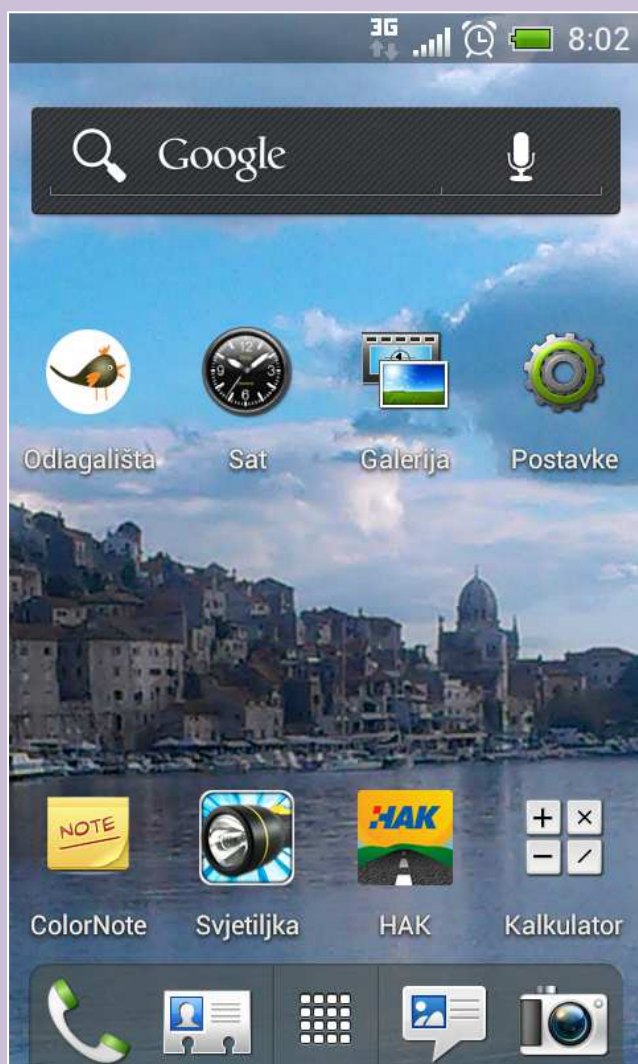 3G 8:02
Google
Odlagališta Sat Galerija Postavke
NOTE HAK
ColorNote Svjetiljka HAK Kalkulator